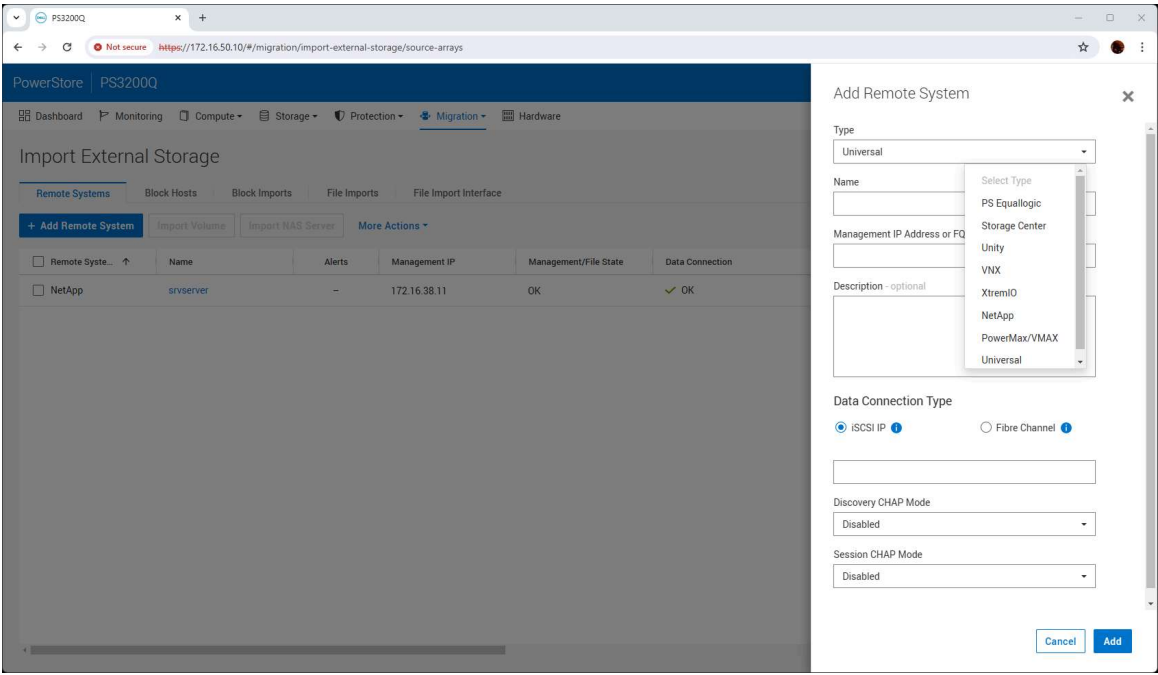 PS3200Q
Not secure https://172.16.50.10/#/migration/import-external-storage/source-arrays
PowerStore PS3200Q
Dashboard Monitoring Compute Storage Protection Migration Hardware
Import External Storage
Remote Systems Block Hosts Block Imports File Imports File Import Interface
+ Add Remote System Import Volume Import NAS Server More Actions
Remote Syste... Name Alerts Management IP Management/File State Data Connection
NetApp srvserver – 172.16.38.11 OK OK
Add Remote System
Type
Universal
Select Type
PS Equallogic
Storage Center
Unity
VNX
XtremIO
NetApp
PowerMax/VMAX
Universal
Name
Management IP Address or FQ
Description - optional
Data Connection Type
iSCSI IP Fibre Channel
Discovery CHAP Mode
Disabled
Session CHAP Mode
Disabled
Cancel Add